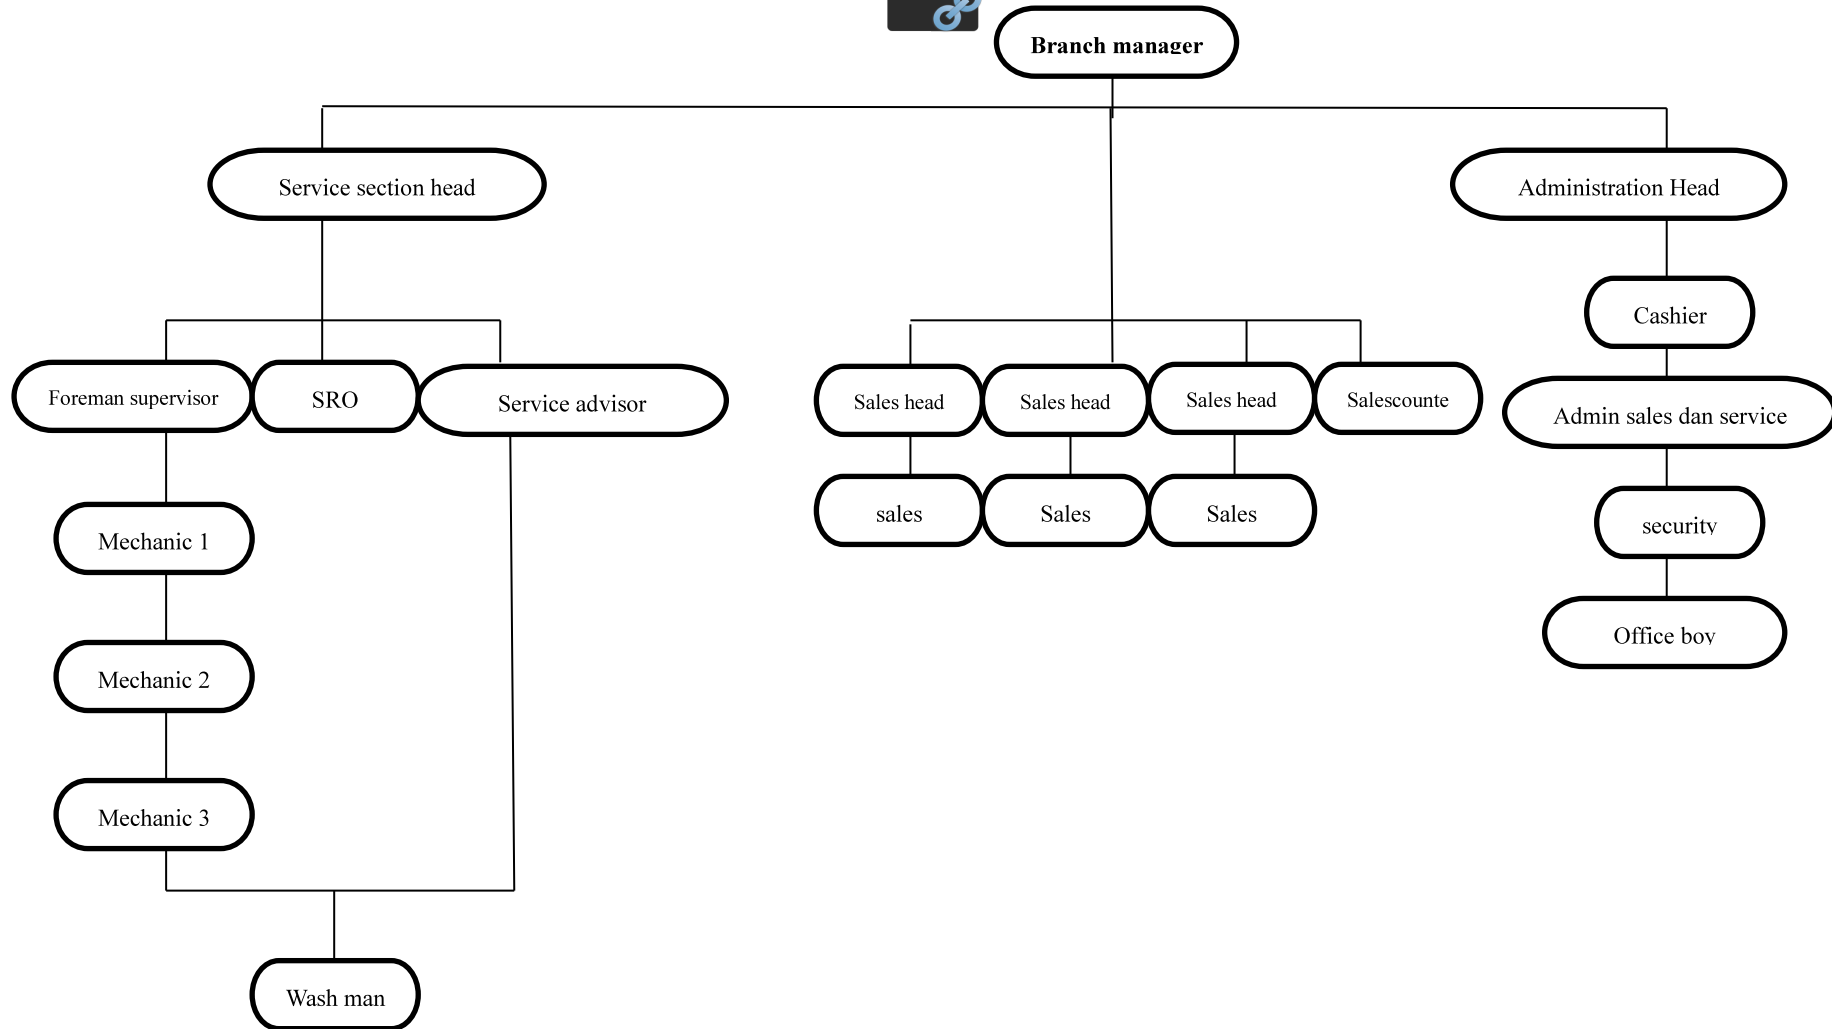 Branch manager
Service section head
Administration Head
Cashier
Foreman supervisor
SRO
Service advisor
Sales head
Sales head
Sales head
Salescounte
Admin sales dan service
Mechanic 1
sales
Sales
Sales
security
Mechanic 2
Office boy
Mechanic 3
Wash man